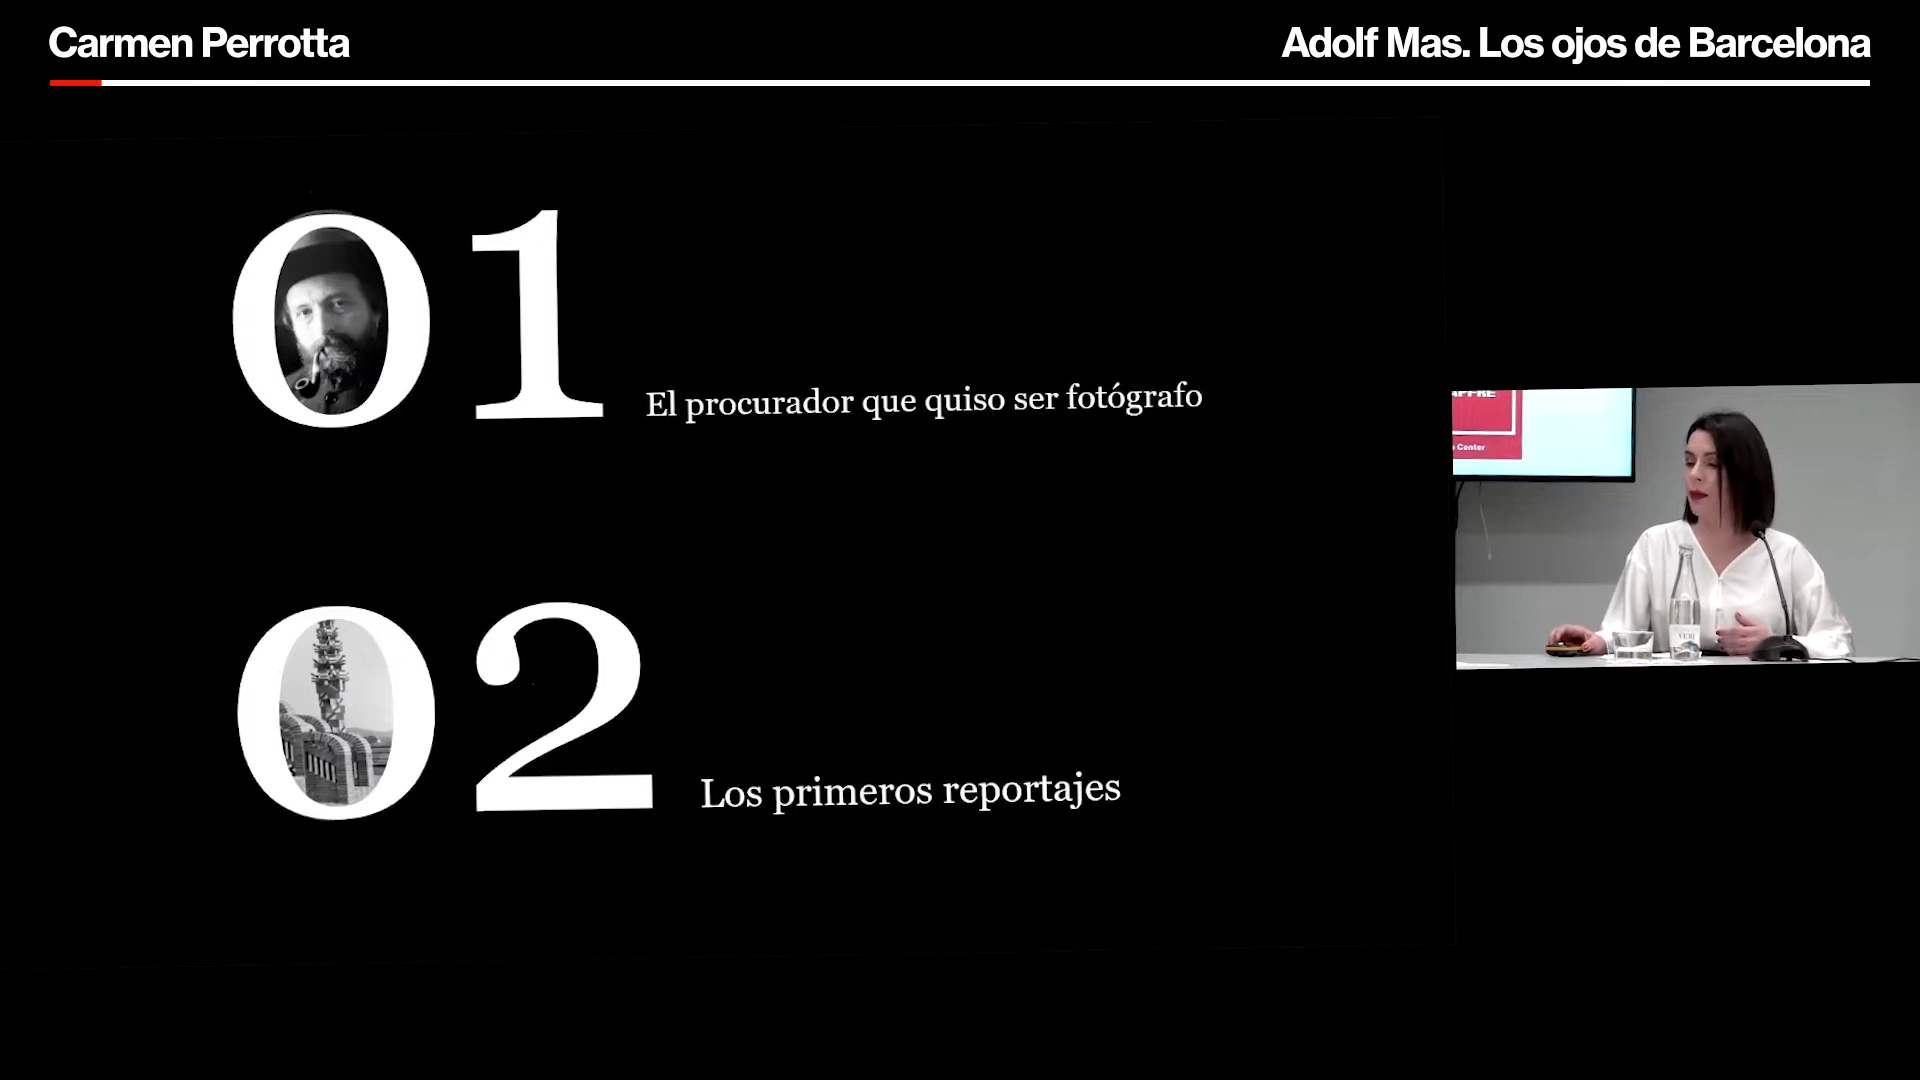 Carmen Perrotta
Adolf Mas. Los ojos de Barcelona
01
El procurador que quiso ser fotógrafo
Center
02
Los primeros reportajes